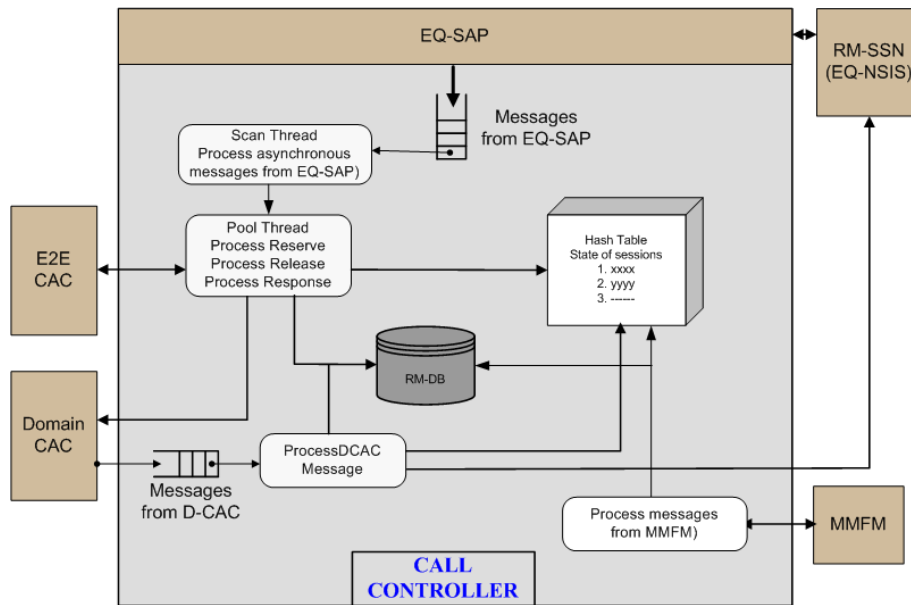 EQ-SAP
RM-SSN
(EQ-NSIS)
Messages
from EQ-SAP
Scan Thread
Process asynchronous
messages from EQ-SAP)
E2E
CAC
Pool Thread
Process Reserve
Process Release
Process Response
Hash Table
State of sessions
1. xxxx
2. yyyy
3. ------
RM-DB
Domain
CAC
ProcessDCAC
Message
Messages
from D-CAC
Process messages
from MMFM)
MMFM
CALL
CONTROLLER